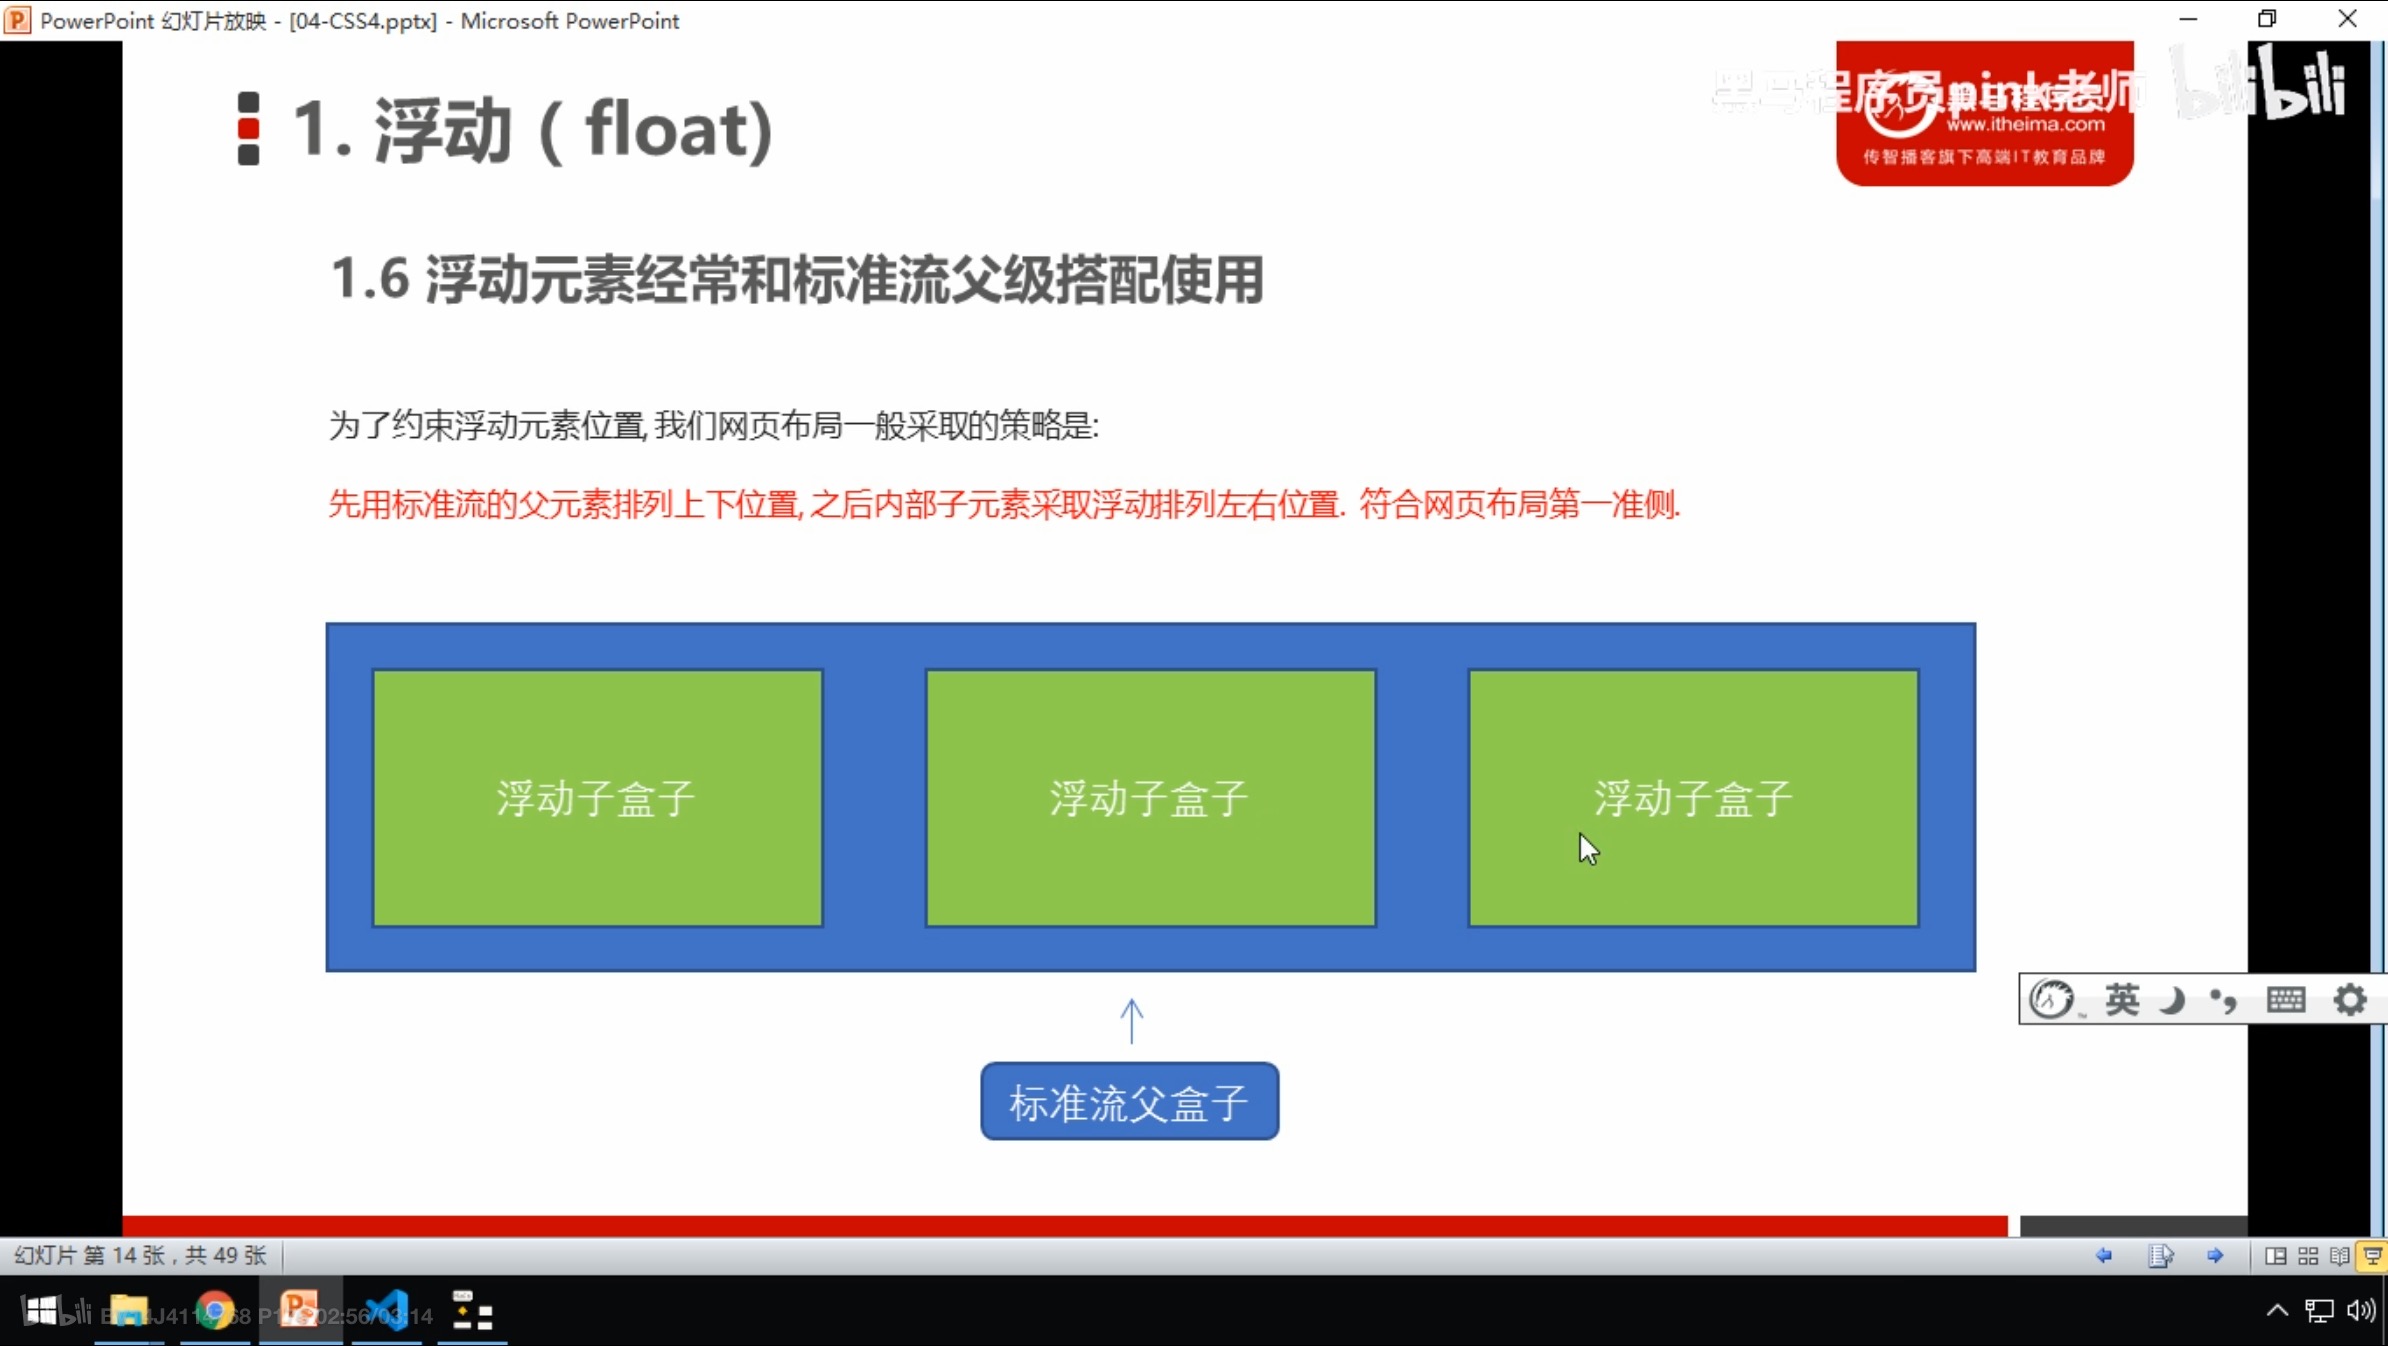 PowerPoint 幻灯片放映 - [04-CSS4.pptx] - Microsoft PowerPoint
黑马程序员pink老师
bilibili
www.itheima.com
传智播客旗下高端IT教育品牌
1. 浮动 ( float)
1.6 浮动元素经常和标准流父级搭配使用
为了约束浮动元素位置, 我们网页布局一般采取的策略是:
先用标准流的父元素排列上下位置, 之后内部子元素采取浮动排列左右位置. 符合网页布局第一准侧.
浮动子盒子
浮动子盒子
浮动子盒子
英
标准流父盒子
幻灯片 第 14 张 , 共 49 张
02:56/03:14